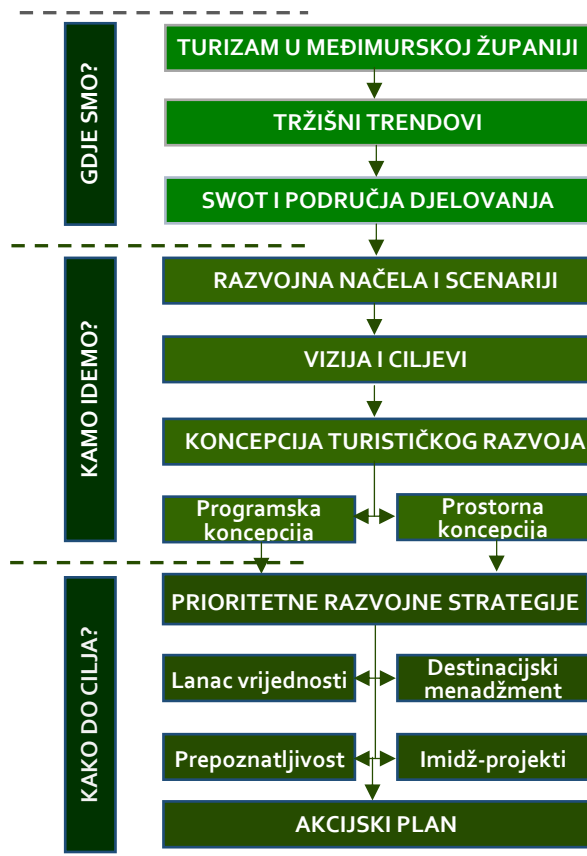 GDJE SMO?
TURIZAM U MEĐIMURSKOJ ŽUPANIJI
TRŽIŠNI TRENDOVI
SWOT I PODRUČJA DJELOVANJA
KAMO IDEMO?
RAZVOJNA NAČELA I SCENARIJI
VIZIJA I CILJEVI
KONCEPCIJA TURISTIČKOG RAZVOJA
Programska
koncepcija
Prostorna
koncepcija
KAKO DO CILJA?
PRIORITETNE RAZVOJNE STRATEGIJE
Lanac vrijednosti
Destinacijski
menadžment
Prepoznatljivost
Imidž-projekti
AKCIJSKI PLAN